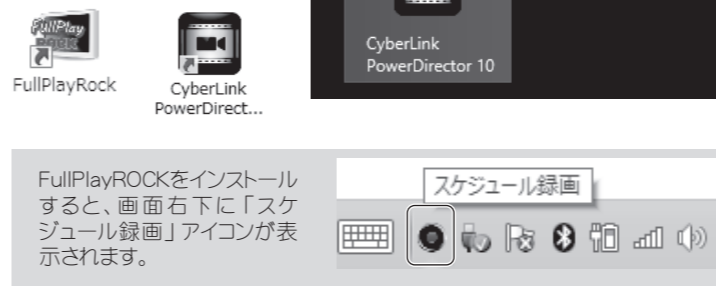 FullPlay
ROCK
FullPlayRock
CyberLink
PowerDirect...
CyberLink
PowerDirector 10
FullPlayROCKをインストール
すると、画面右下に「スケ
ジュール録画」アイコンが表
示されます。
スケジュール録画